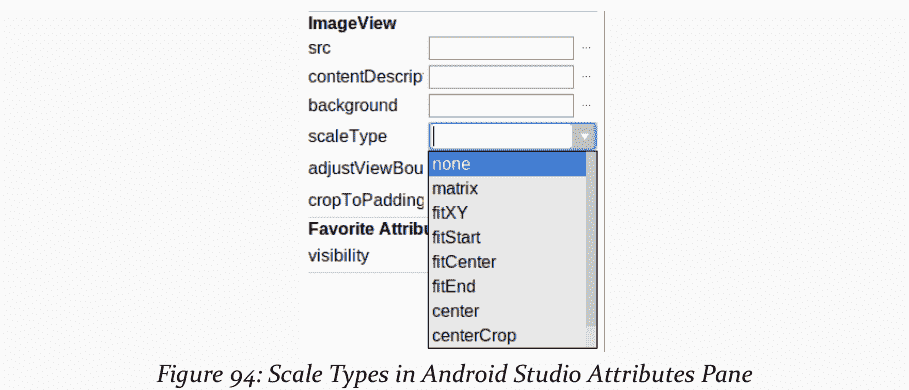 ImageView
src
contentDescrip
background
scaleType
none
adjustViewBou
matrix
cropToPadding
fitXY
Favorite Attribu
fitStart
visibility
fitCenter
fitEnd
center
centerCrop
Figure 94: Scale Types in Android Studio Attributes Pane